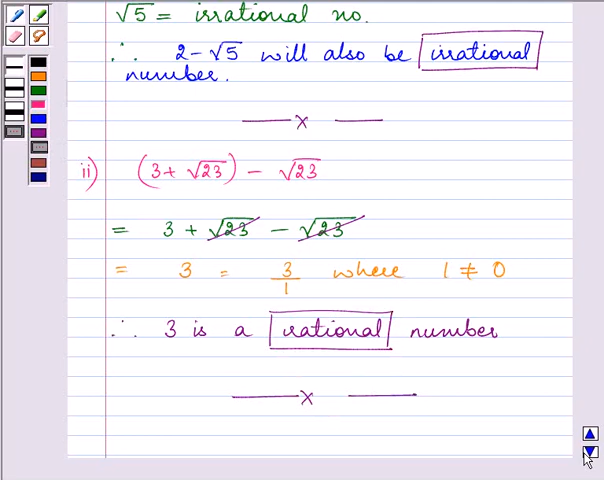 √5 = irrational no.
∴ 2-√5 will also be irrational
number.
x
ii) (3+ √23) - √23
= 3 + √23 - √23
= 3 = 3/1 where 1 ≠ 0
∴ 3 is a rational number
x